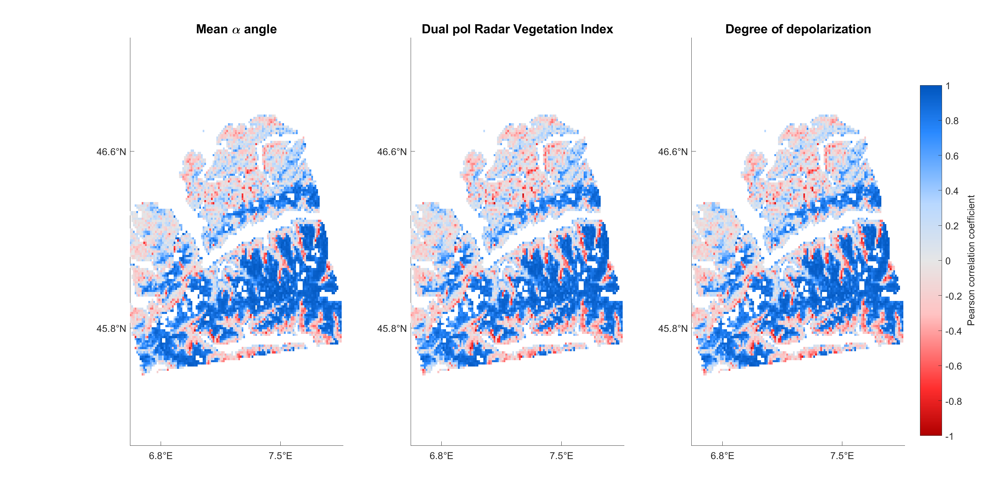 Mean α angle
Dual pol Radar Vegetation Index
Degree of depolarization
46.6°N
45.8°N
6.8°E
7.5°E
46.6°N
45.8°N
6.8°E
7.5°E
46.6°N
45.8°N
6.8°E
7.5°E
1
0.8
0.6
0.4
0.2
0
-0.2
-0.4
-0.6
-0.8
-1
Pearson correlation coefficient